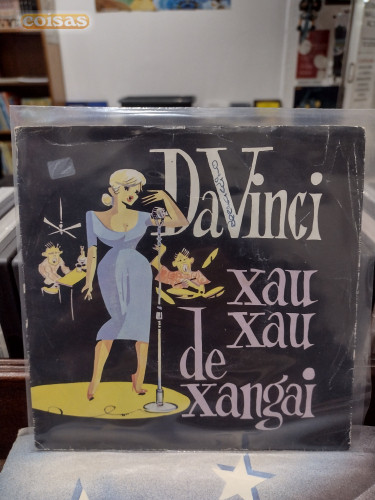 coisas
DaVinci
xau
xau
de
xangai